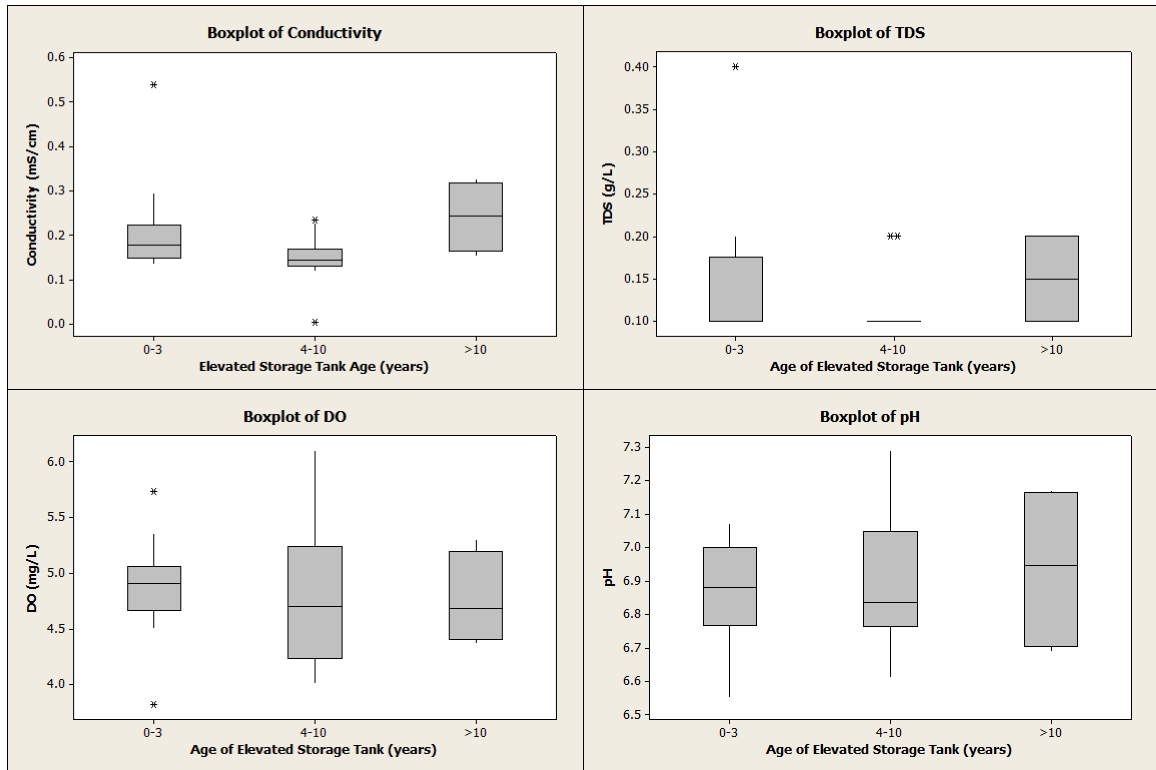 Boxplot of Conductivity
Conductivity (mS/cm)
0.6
0.5
0.4
0.3
0.2
0.1
0.0
0-3 4-10 >10
Elevated Storage Tank Age (years)
Boxplot of TDS
TDS (g/L)
0.40
0.35
0.30
0.25
0.20
0.15
0.10
0-3 4-10 >10
Age of Elevated Storage Tank (years)
Boxplot of DO
DO (mg/L)
6.0
5.5
5.0
4.5
4.0
0-3 4-10 >10
Age of Elevated Storage Tank (years)
Boxplot of pH
pH
7.3
7.2
7.1
7.0
6.9
6.8
6.7
6.6
6.5
0-3 4-10 >10
Age of Elevated Storage Tank (years)